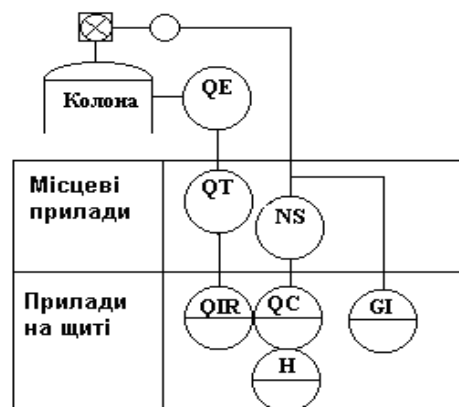 Колона
QE
Місцеві
прилади
QT
NS
Прилади
на щиті
QIR
QC
GI
H